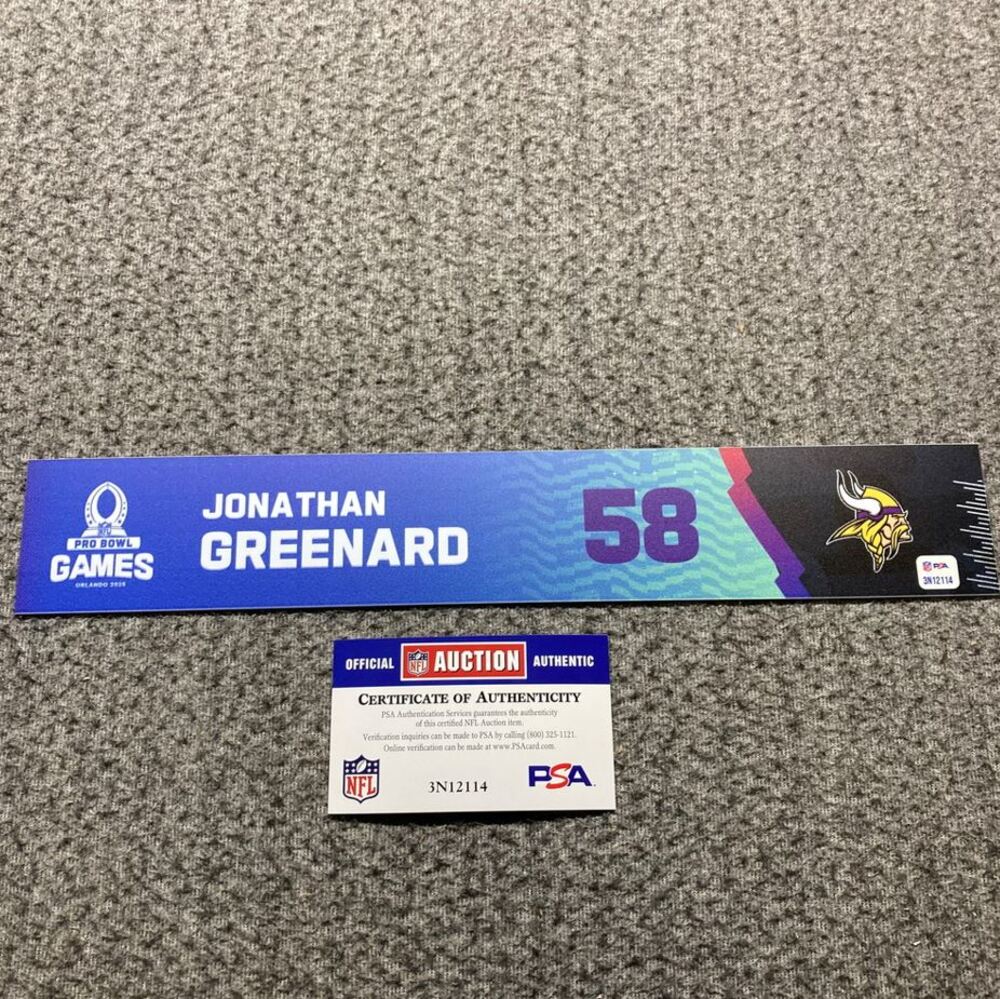 NFL
PRO BOWL
GAMES
ORLANDO 2025
JONATHAN
GREENARD
58
PSA
3N12114
OFFICIAL NFL AUCTION AUTHENTIC
CERTIFICATE OF AUTHENTICITY
PSA Authentication Services guarantees the authenticity
of this certified NFL Auction item.
Verification inquiries can be made to PSA by calling (800) 325-1121.
Online verification can be made at www.PSAcard.com.
NFL
3N12114
PSA